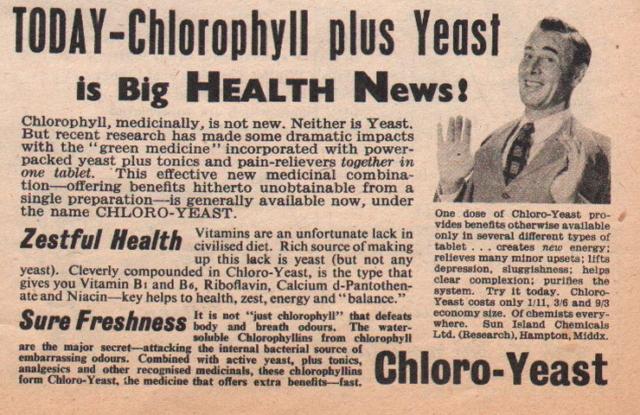 TODAY-Chlorophyll plus Yeast
is Big HEALTH News!
Chlorophyll, medicinally, is not new. Neither is Yeast.
But recent research has made some dramatic impacts
with the "green medicine" incorporated with power-
packed yeast plus tonics and pain-relievers together in
one tablet. This effective new medicinal combina-
tion—offering benefits hitherto unobtainable from a
single preparation—is generally available now, under
the name CHLORO-YEAST.
Zestful Health Vitamins are an unfortunate lack in
civilised diet. Rich source of making
up this lack is yeast (but not any
yeast). Cleverly compounded in Chloro-Yeast, is the type that
gives you Vitamin B1 and B6, Riboflavin, Calcium d-Pantothen-
ate and Niacin—key helps to health, zest, energy and "balance."
Sure Freshness It is not "just chlorophyll" that defeats
body and breath odours. The water-
soluble Chlorophyllins from chlorophyll
are the major secret—attacking the internal bacterial source of
embarrassing odours. Combined with active yeast, plus tonics,
analgesics and other recognised medicinals, these chlorophyllins
form Chloro-Yeast, the medicine that offers extra benefits—fast.
One dose of Chloro-Yeast pro-
vides benefits otherwise available
only in several different types of
tablet . . . creates new energy;
relieves many minor upsets; lifts
depression, sluggishness; helps
clear complexion; purifies the
system. Try it today. Chloro-
Yeast costs only 1/11, 3/6 and 9/3
economy size. Of chemists every-
where. Sun Island Chemicals
Ltd. (Research), Hampton, Middx.
Chloro-Yeast